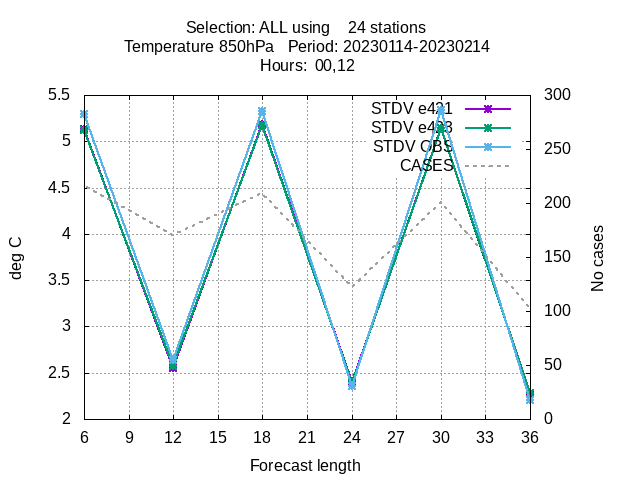 Selection: ALL using    24 stations
Temperature 850hPa   Period: 20230114-20230214
Hours:  00,12
5.5
5
4.5
4
3.5
3
2.5
2
300
250
200
150
100
50
0
STDV e421
STDV
STDV OBS
CASES
deg C
No cases
6 9 12 15 18 21 24 27 30 33 36
Forecast length